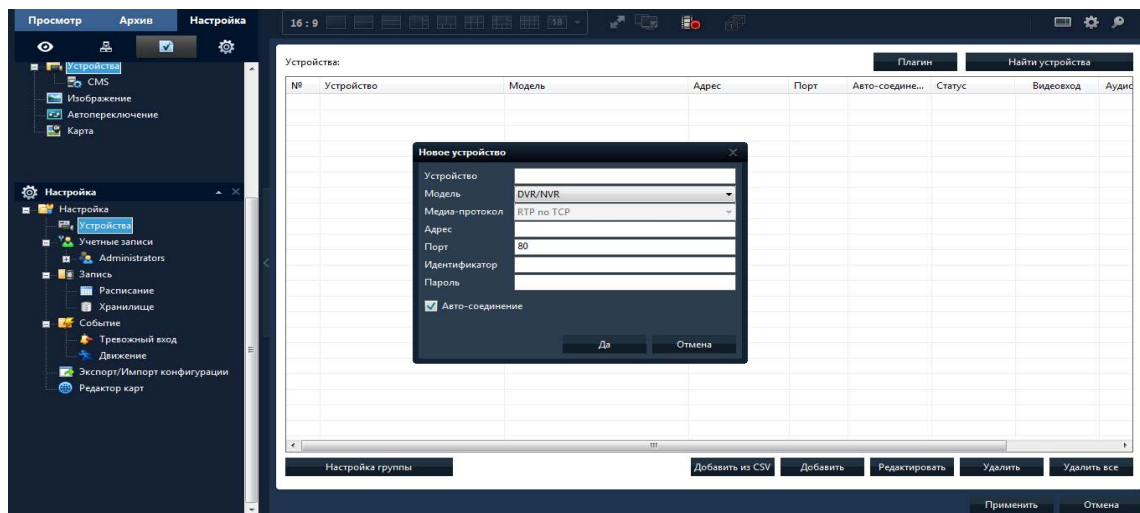 Просмотр Архив Настройка
16 : 9
18
Устройства
CMS
Изображение
Автопереключение
Карта
Настройка
Настройка
Устройства
Учетные записи
Administrators
Запись
Расписание
Хранилище
Событие
Тревожный вход
Движение
Экспорт/Импорт конфигурации
Редактор карт
Устройства:
Плагин Найти устройства
№ Устройство Модель Адрес Порт Авто-соедине... Статус Видеовход Аудио
Новое устройство
Устройство
Модель DVR/NVR
Медиа-протокол RTP по TCP
Адрес
Порт 80
Идентификатор
Пароль
Авто-соединение
Да Отмена
Настройка группы Добавить из CSV Добавить Редактировать Удалить Удалить все
Применить Отмена